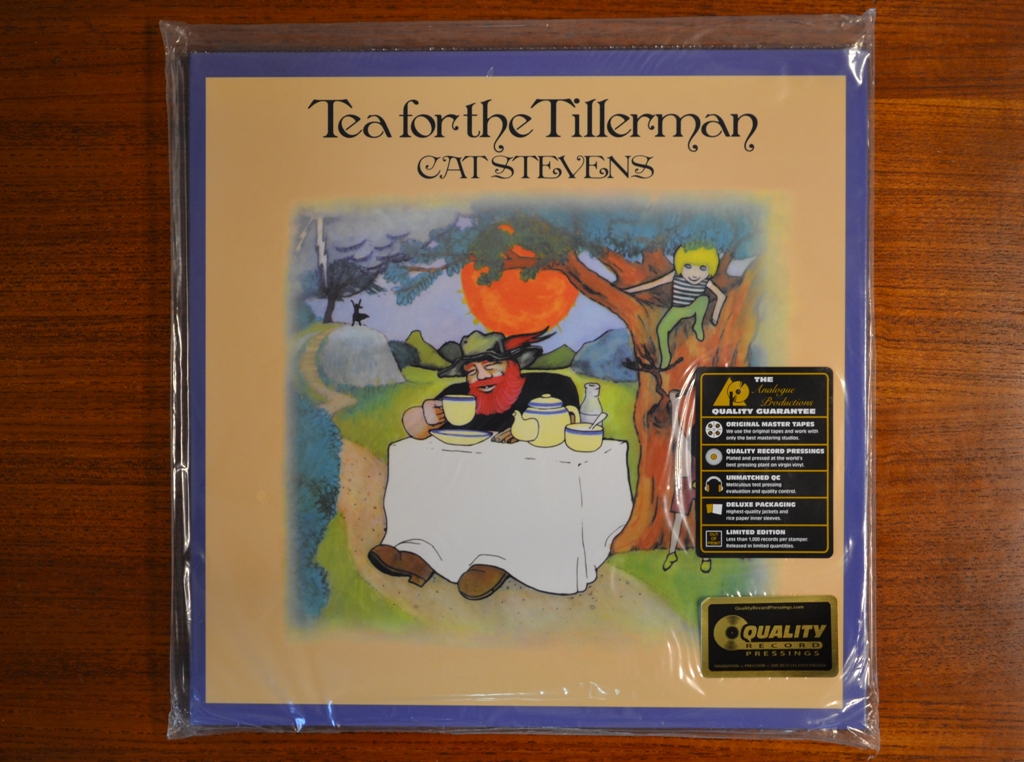 Tea for the Tillerman
CAT STEVENS
THE
Analogue
Productions
QUALITY GUARANTEE
ORIGINAL MASTER TAPES
We use the original tapes and work with
only the best mastering studios.
QUALITY RECORD PRESSINGS
Plated and pressed at the world's
best pressing plant on virgin vinyl.
UNMATCHED QC
Meticulous test pressing
evaluation and quality control.
DELUXE PACKAGING
Highest-quality jackets and
rice paper inner sleeves.
LIMITED EDITION
Less than 1,000 records per stamper.
Released in limited quantities.
QualityRecordPressings.com
QUALITY
RECORD
PRESSINGS